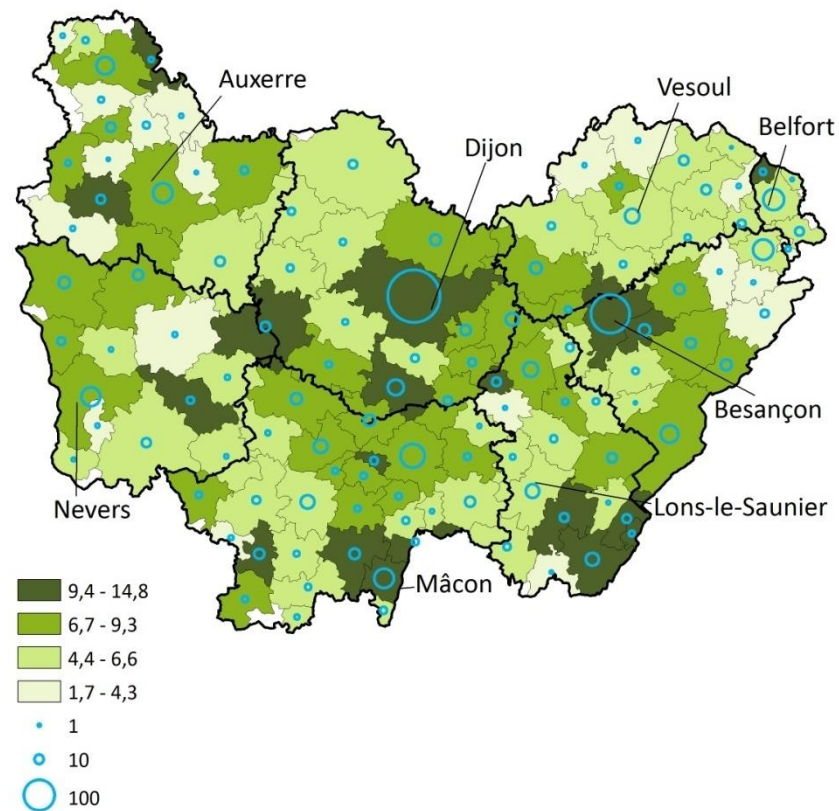 Auxerre
Vesoul
Belfort
Dijon
Besançon
Nevers
Lons-le-Saunier
Mâcon
9,4 - 14,8
6,7 - 9,3
4,4 - 6,6
1,7 - 4,3
1
10
100